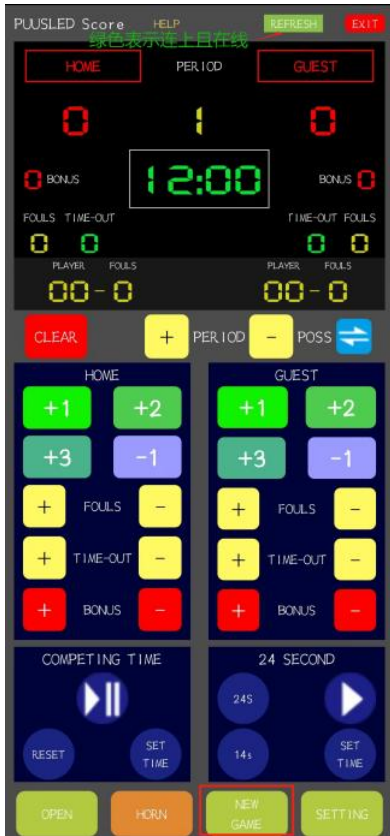 PUUSLED Score HELP REFRESH EXIT
绿色表示连上且在线
HOME PERIOD GUEST
0 1 0
0 BONUS 12:00 BONUS 0
FOULS TIME-OUT TIME-OUT FOULS
0 0 0 0
PLAYER FOULS PLAYER FOULS
00-0 00-0
CLEAR + PERIOD - POSS
HOME GUEST
+1 +2 +1 +2
+3 -1 +3 -1
+ FOULS - + FOULS -
+ TIME-OUT - + TIME-OUT -
+ BONUS - + BONUS -
COMPETING TIME 24 SECOND
24S
RESET SET TIME 14s SET TIME
OPEN HORN NEW GAME SETTING